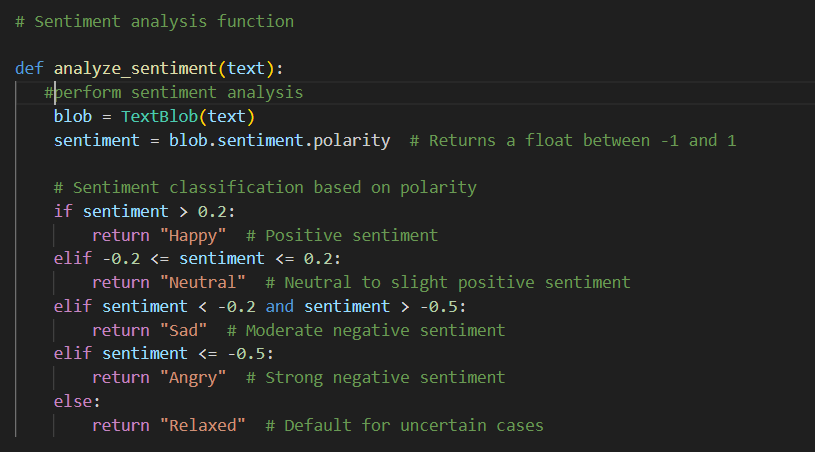 # Sentiment analysis function
def analyze_sentiment(text):
#perform sentiment analysis
blob = TextBlob(text)
sentiment = blob.sentiment.polarity  # Returns a float between -1 and 1
# Sentiment classification based on polarity
if sentiment > 0.2:
return "Happy"  # Positive sentiment
elif -0.2 <= sentiment <= 0.2:
return "Neutral"  # Neutral to slight positive sentiment
elif sentiment < -0.2 and sentiment > -0.5:
return "Sad"  # Moderate negative sentiment
elif sentiment <= -0.5:
return "Angry"  # Strong negative sentiment
else:
return "Relaxed"  # Default for uncertain cases